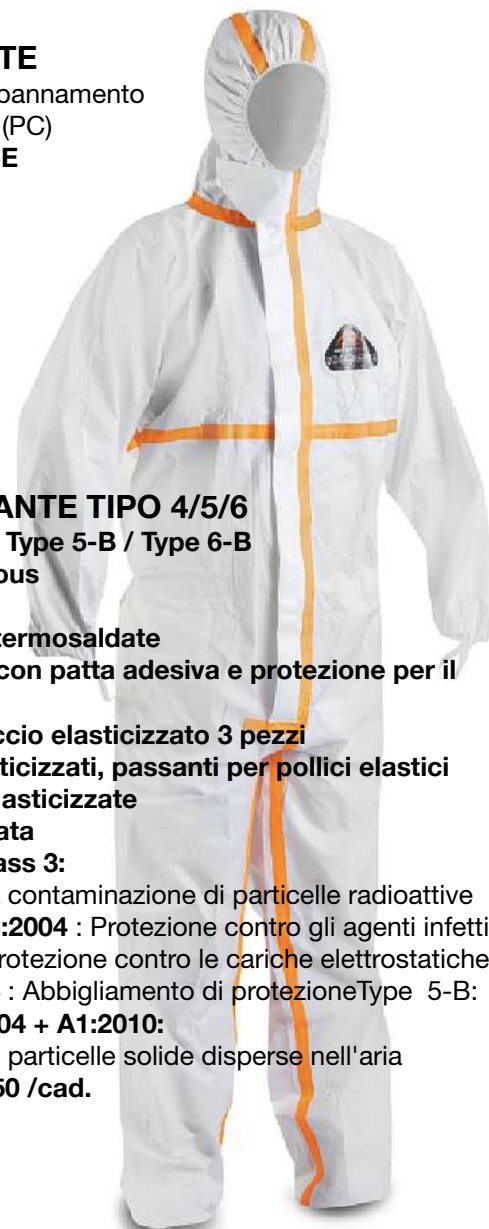 TE
pannamento
(PC)
E
ANTE TIPO 4/5/6
Type 5-B / Type 6-B
ous
termosaldate
con patta adesiva e protezione per il
ccio elasticizzato 3 pezzi
ticizzati, passanti per pollici elastici
lasticizzate
ata
ass 3:
contaminazione di particelle radioattive
:2004 : Protezione contro gli agenti infetti
rotezione contro le cariche elettrostatiche
: Abbigliamento di protezioneType 5-B:
04 + A1:2010:
particelle solide disperse nell'aria
50 /cad.